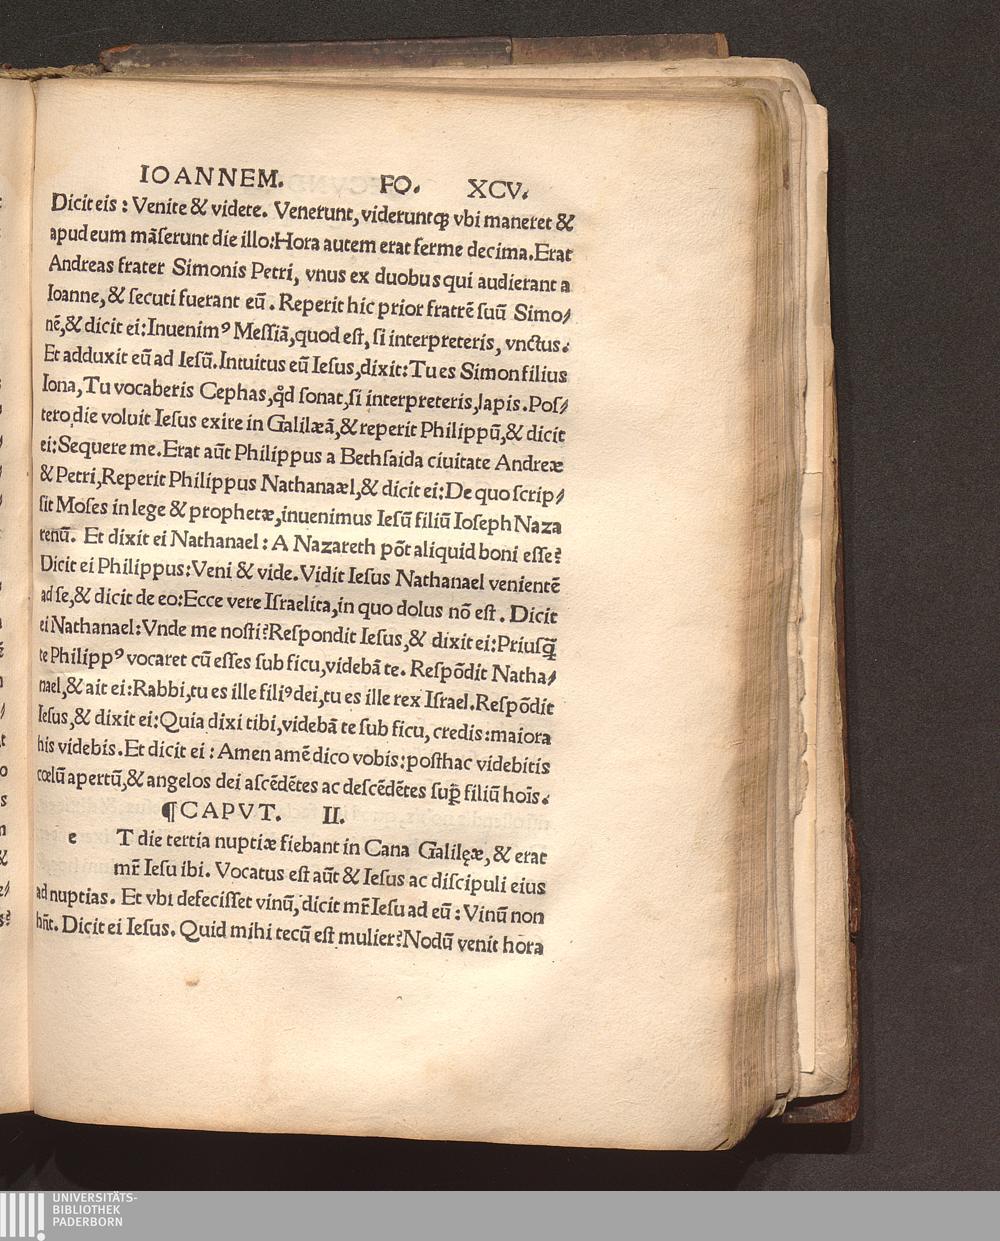 IOANNEM. FO. XCV.
Dicit eis : Venite & videte. Venerunt, videruntꝗ vbi maneret &
apud eum mãſerunt die illo:Hora autem erat ferme decima.Erat
Andreas frater Simonis Petri, vnus ex duobus qui audierant a
Ioanne,& ſecuti fuerant eũ. Reperit hic prior fratrẽ ſuũ Simo/
nẽ,& dicit ei:Inuenimꝰ Meſſiã,quod eſt, ſi interpreteris, vnctus.
Et adduxit eũ ad Ieſũ.Intuitus eũ Ieſus,dixit:Tu es Simon filius
Iona,Tu vocaberis Cephas,qd̃ ſonat,ſi interpreteris,lapis.Poſ/
tero die voluit Ieſus exire in Galilæã,& reperit Philippũ,& dicit
ei:Sequere me.Erat aũt Philippus a Bethſaida ciuitate Andreæ
& Petri,Reperit Philippus Nathanaæl,& dicit ei:De quo ſcrip/
ſit Moſes in lege & prophetæ,inuenimus Ieſũ filiũ Ioſeph Naza
renũ. Et dixit ei Nathanael : A Nazareth põt aliquid boni eſſe?
Dicit ei Philippus:Veni & vide.Vidit Ieſus Nathanael venientẽ
ad ſe,& dicit de eo:Ecce vere Iſraelita,in quo dolus nõ eſt. Dicit
ei Nathanael:Vnde me noſti?Reſpondit Ieſus,& dixit ei:Priuſq̃
te Philippꝰ vocaret cũ eſſes ſub ficu,videbã te. Reſpõdit Natha/
nael,& ait ei:Rabbi,tu es ille filiꝰ dei,tu es ille rex Iſrael.Reſpõdit
Ieſus,& dixit ei:Quia dixi tibi,videbã te ſub ficu, credis:maiora
his videbis.Et dicit ei : Amen amẽ dico vobis:poſthac videbitis
cœlũ apertũ,& angelos dei aſcẽdẽtes ac deſcẽdẽtes ſup̃ filiũ hoĩs.
¶CAPVT. II.
e T die tertia nuptiæ fiebant in Cana Galilęæ,& erat
mr̃ Ieſu ibi. Vocatus eſt aũt & Ieſus ac diſcipuli eius
ad nuptias. Et vbi defeciſſet vinũ,dicit mr̃ Ieſu ad eũ : Vinũ non
hñt. Dicit ei Ieſus. Quid mihi tecũ eſt mulier?Nodũ venit hora
UNIVERSITÄTS-
BIBLIOTHEK
PADERBORN